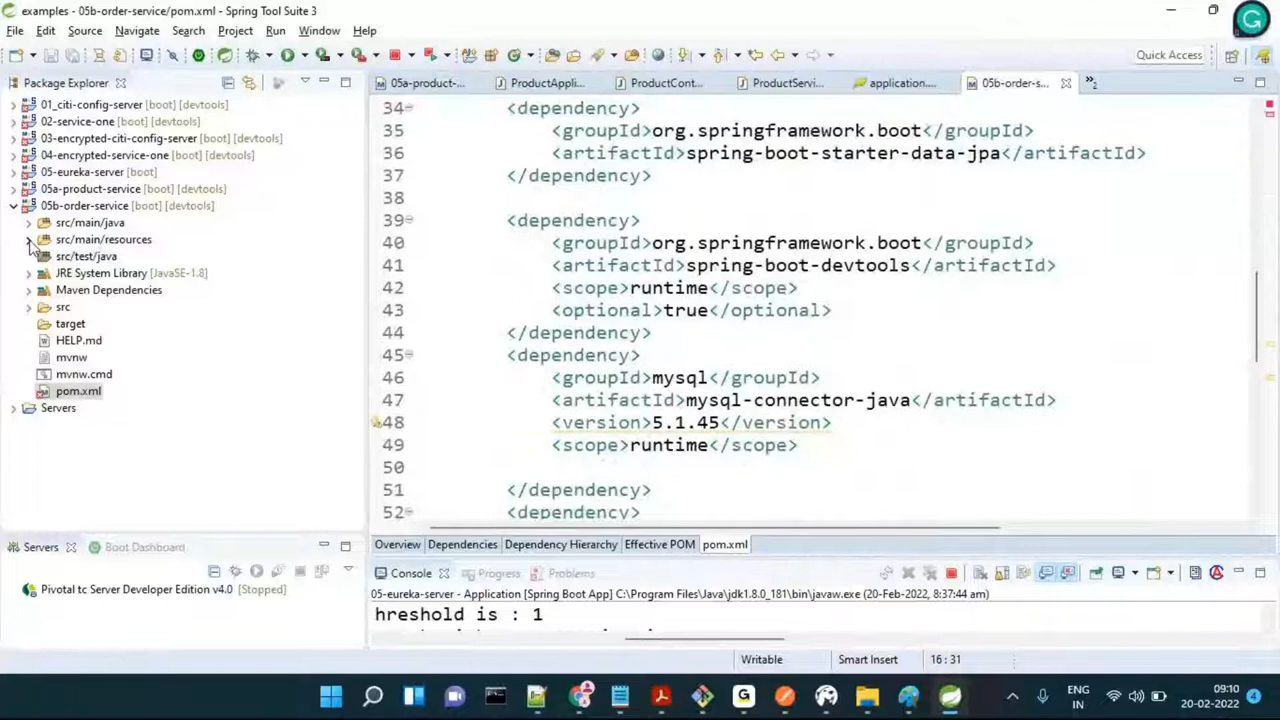 examples - 05b-order-service/pom.xml - Spring Tool Suite 3
File Edit Source Navigate Search Project Run Window Help
Quick Access
Package Explorer
01_citi-config-server [boot] [devtools]
02-service-one [boot] [devtools]
03-encrypted-citi-config-server [boot] [devtools]
04-encrypted-service-one [boot] [devtools]
05-eureka-server [boot]
05a-product-service [boot] [devtools]
05b-order-service [boot] [devtools]
src/main/java
src/main/resources
src/test/java
JRE System Library [JavaSE-1.8]
Maven Dependencies
src
target
HELP.md
mvnw
mvnw.cmd
pom.xml
Servers
05a-product-... ProductAppli... ProductCont... ProductServi... application.... 05b-order-s... »2
34 <dependency>
35 <groupId>org.springframework.boot</groupId>
36 <artifactId>spring-boot-starter-data-jpa</artifactId>
37 </dependency>
38
39 <dependency>
40 <groupId>org.springframework.boot</groupId>
41 <artifactId>spring-boot-devtools</artifactId>
42 <scope>runtime</scope>
43 <optional>true</optional>
44 </dependency>
45 <dependency>
46 <groupId>mysql</groupId>
47 <artifactId>mysql-connector-java</artifactId>
48 <version>5.1.45</version>
49 <scope>runtime</scope>
50
51 </dependency>
52 <dependency>
Overview Dependencies Dependency Hierarchy Effective POM pom.xml
Servers Boot Dashboard
Pivotal tc Server Developer Edition v4.0 [Stopped]
Console Progress Problems
05-eureka-server - Application [Spring Boot App] C:\Program Files\Java\jdk1.8.0_181\bin\javaw.exe (20-Feb-2022, 8:37:44 am)
hreshold is : 1
Writable Smart Insert 16 : 31
ENG
IN
09:10
20-02-2022